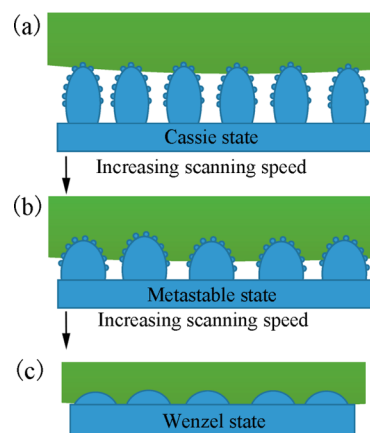 (a)
Cassie state
Increasing scanning speed
(b)
Metastable state
Increasing scanning speed
(c)
Wenzel state